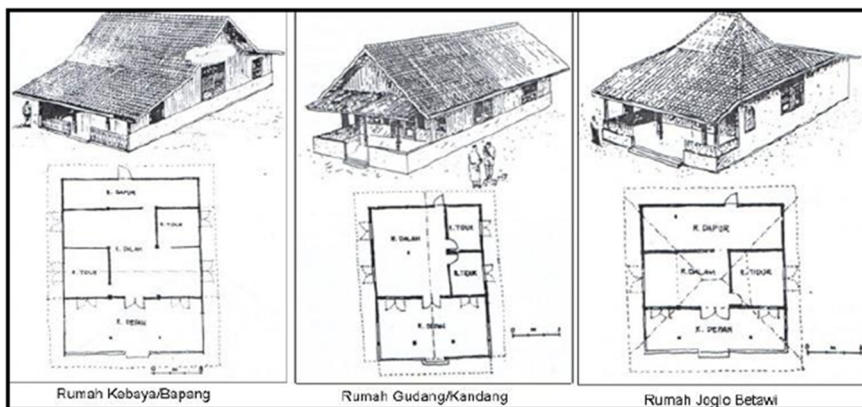 R. DAPUR
R. TIDUR
R. DALAM
R. TIDUR
R. DEPAN
Rumah Kebaya/Bapang
R. DALAM
R. TIDUR
R. TIDUR
R. DEPAN
Rumah Gudang/Kandang
R. DAPUR
R. DALAM
R. TIDUR
R. DEPAN
Rumah Joglo Betawi